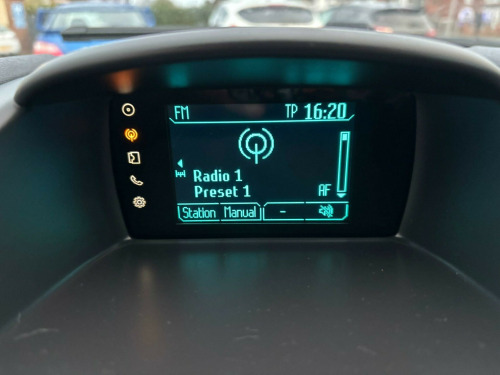 FM TP 16:20
Radio 1
Preset 1 AF
Station Manual -